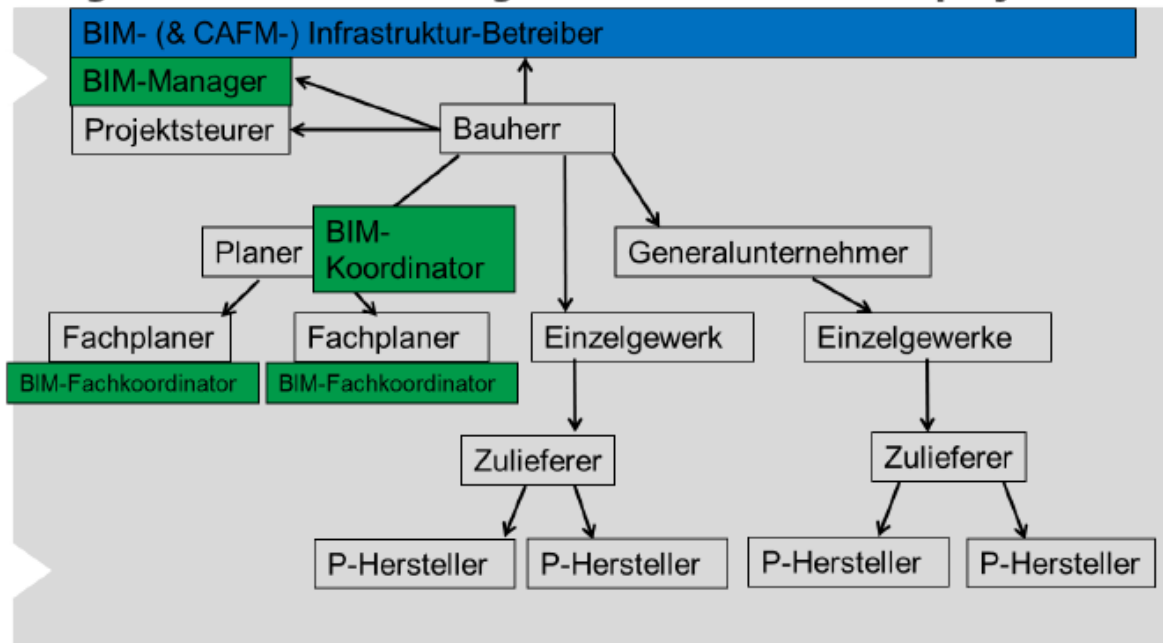 BIM- (& CAFM-) Infrastruktur-Betreiber
BIM-Manager
Projektsteurer
Bauherr
Planer
BIM-
Koordinator
Generalunternehmer
Fachplaner
Fachplaner
Einzelgewerk
Einzelgewerke
BIM-Fachkoordinator
BIM-Fachkoordinator
Zulieferer
Zulieferer
P-Hersteller
P-Hersteller
P-Hersteller
P-Hersteller